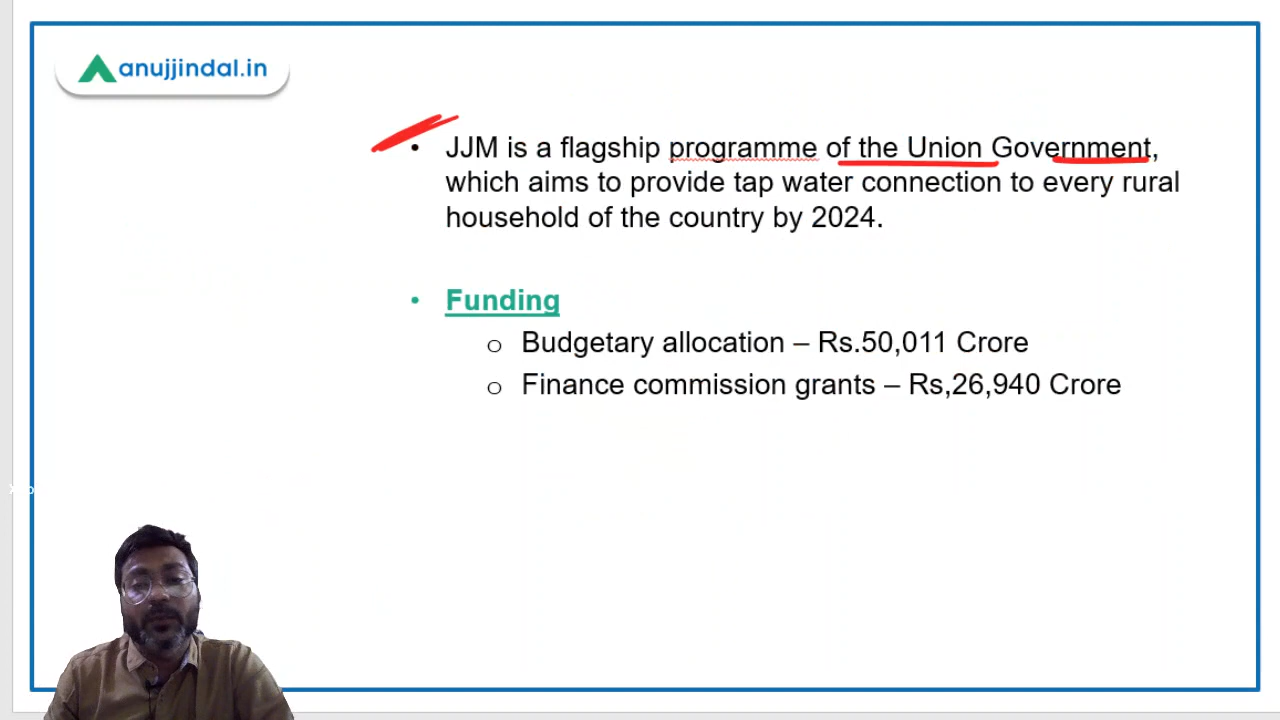 anujjindal.in
• JJM is a flagship programme of the Union Government,
which aims to provide tap water connection to every rural
household of the country by 2024.
• Funding
o Budgetary allocation – Rs.50,011 Crore
o Finance commission grants – Rs,26,940 Crore